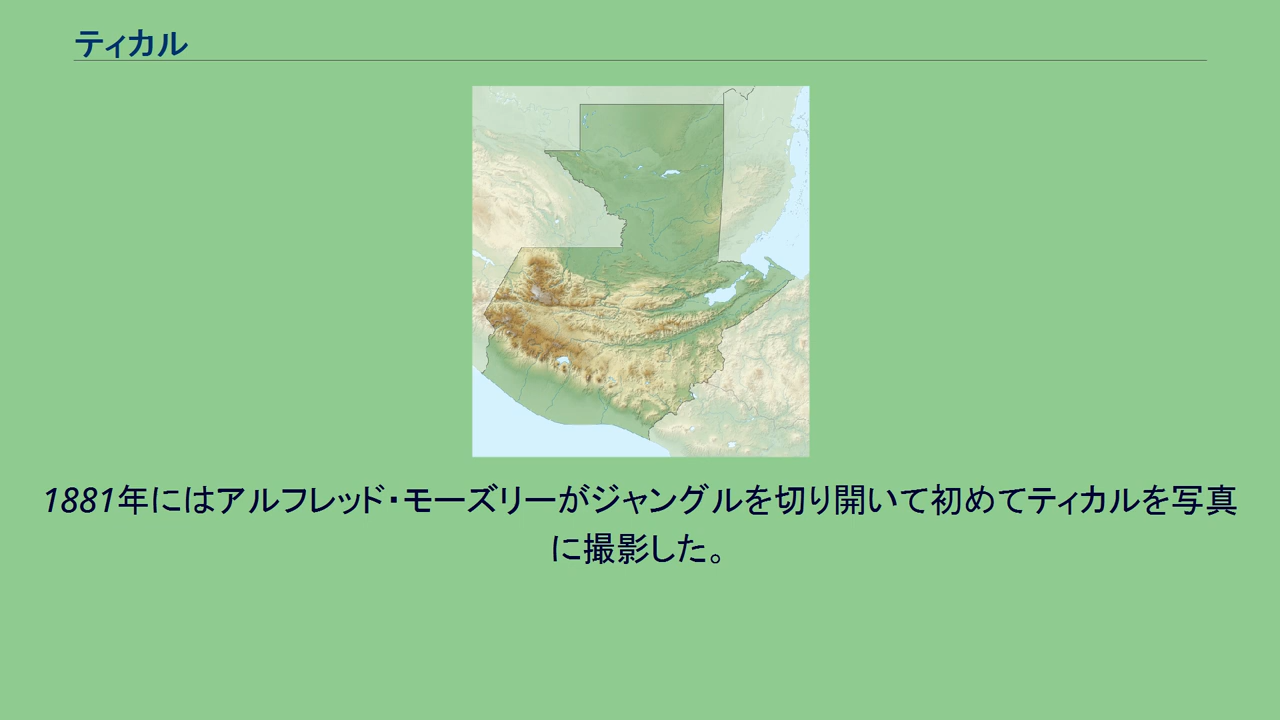 ティカル
1881年にはアルフレッド・モーズリーがジャングルを切り開いて初めてティカルを写真
に撮影した。